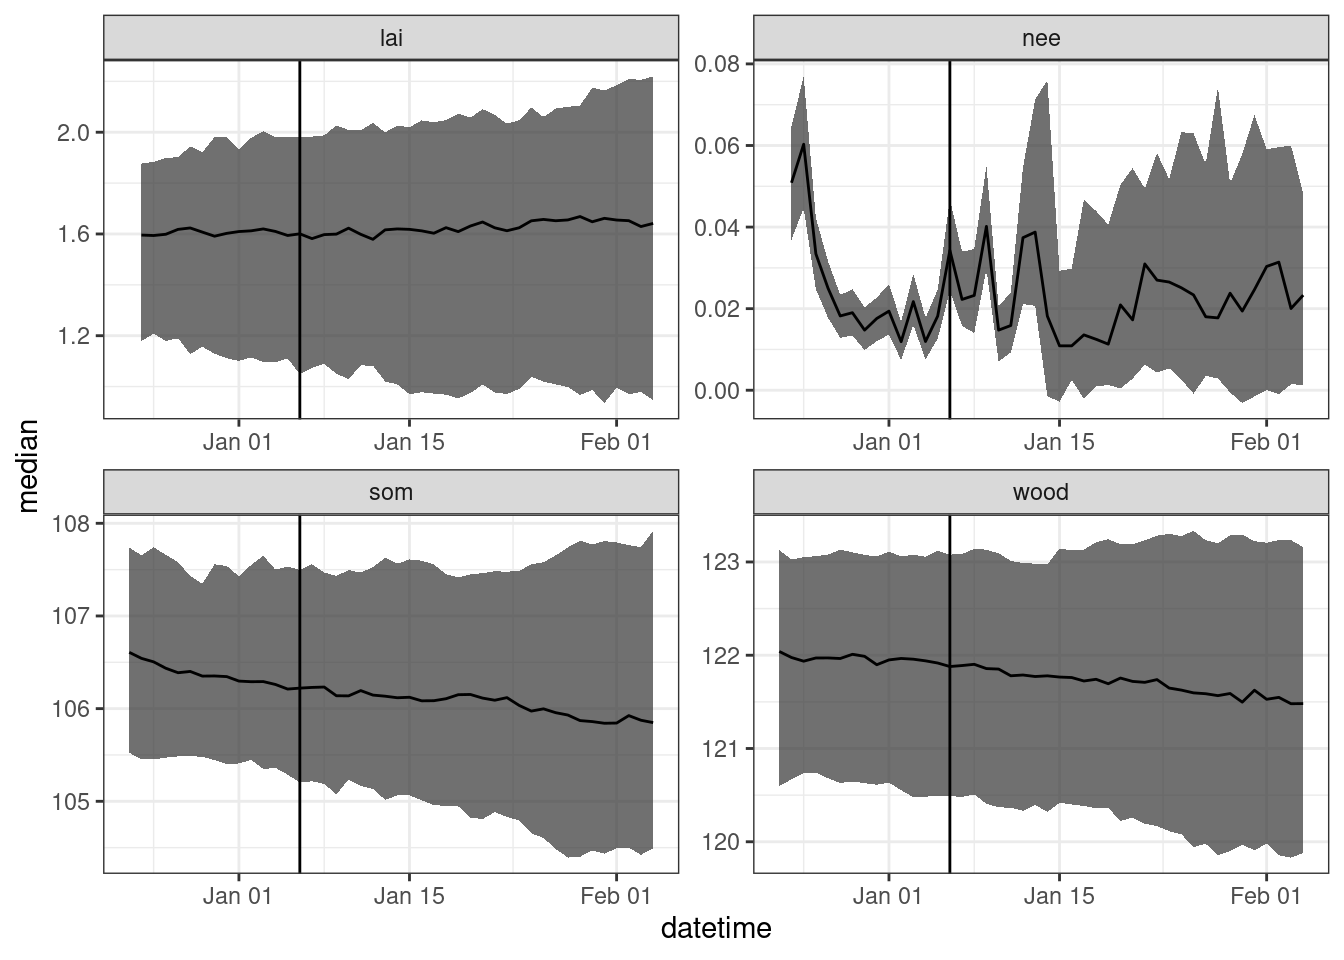 lai
nee
2.0
1.6
1.2
0.08
0.06
0.04
0.02
0.00
Jan 01 Jan 15 Feb 01
Jan 01 Jan 15 Feb 01
median
som
wood
108
107
106
105
123
122
121
120
Jan 01 Jan 15 Feb 01
Jan 01 Jan 15 Feb 01
datetime